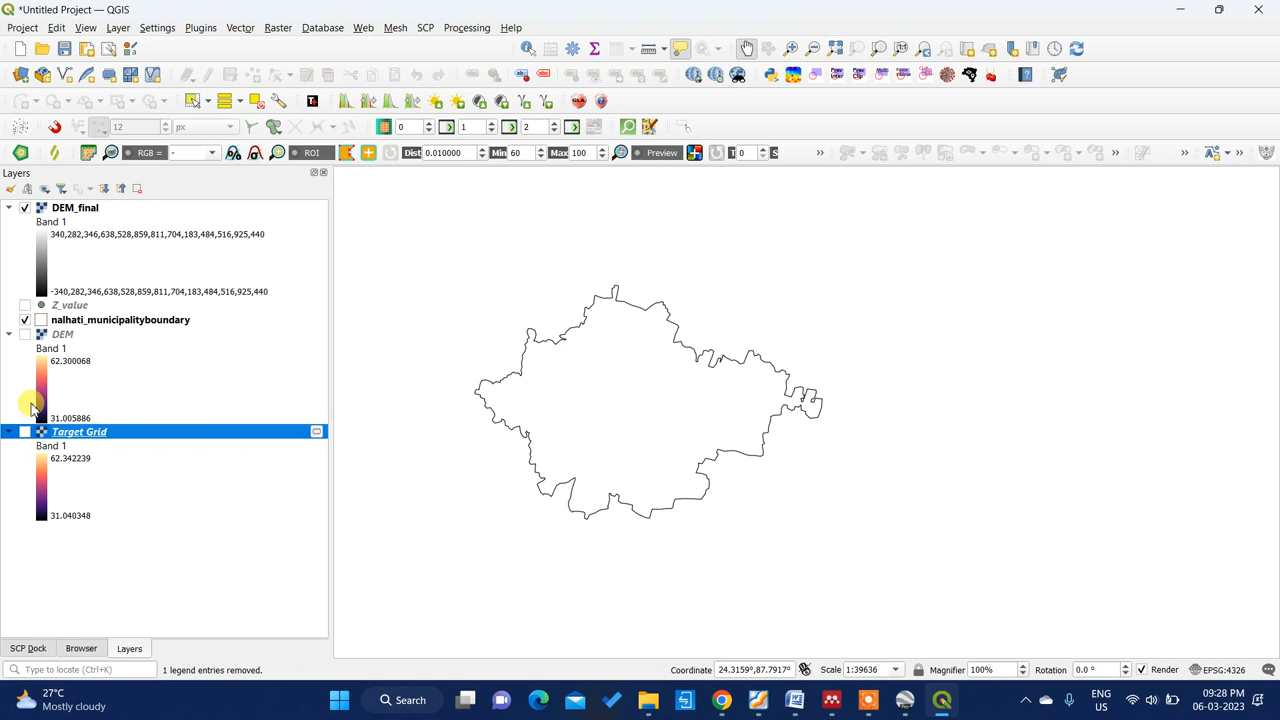 *Untitled Project — QGIS
Project Edit View Layer Settings Plugins Vector Raster Database Web Mesh SCP Processing Help
12 px 0 1 2
RGB = - ROI Dist 0.010000 Min 60 Max 100 Preview T 0 S
Layers
DEM_final
Band 1
340,282,346,638,528,859,811,704,183,484,516,925,440
-340,282,346,638,528,859,811,704,183,484,516,925,440
Z_value
nalhati_municipalityboundary
DEM
Band 1
62.300068
31.005886
Target Grid
Band 1
62.342239
31.040348
SCP Dock Browser Layers
Type to locate (Ctrl+K) 1 legend entries removed. Coordinate 24.3159°,87.7917° Scale 1:39636 Magnifier 100% Rotation 0.0 ° Render EPSG:4326
27°C
Mostly cloudy
Search
ENG
US
09:28 PM
06-03-2023